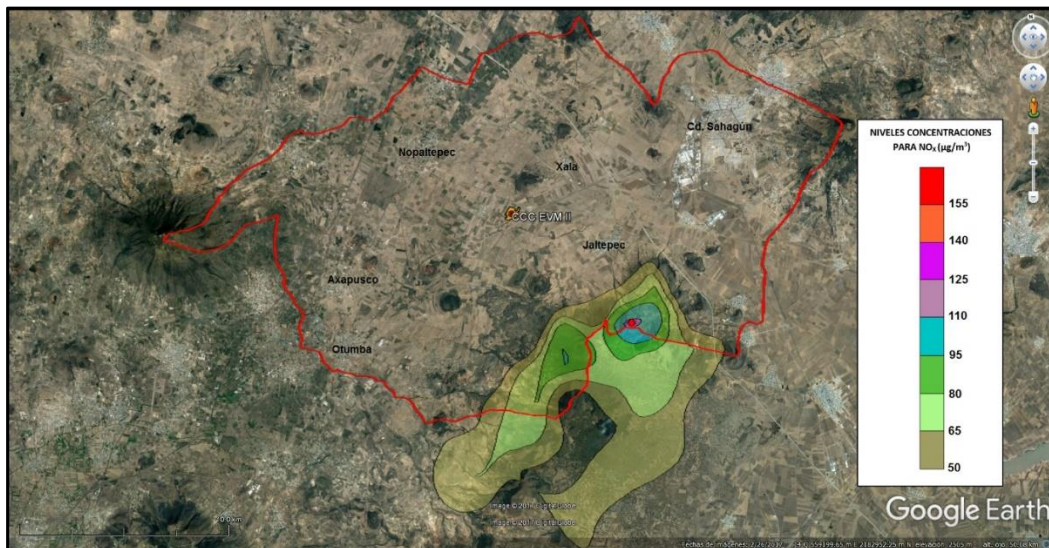 N
Cd. Sahagún
Nopaltepec
Xala
CCC EVM II
Jaltepec
Axapusco
Otumba
NIVELES CONCENTRACIONES
PARA NOₓ (µg/m³)
155
140
125
110
95
80
65
50
Google Earth